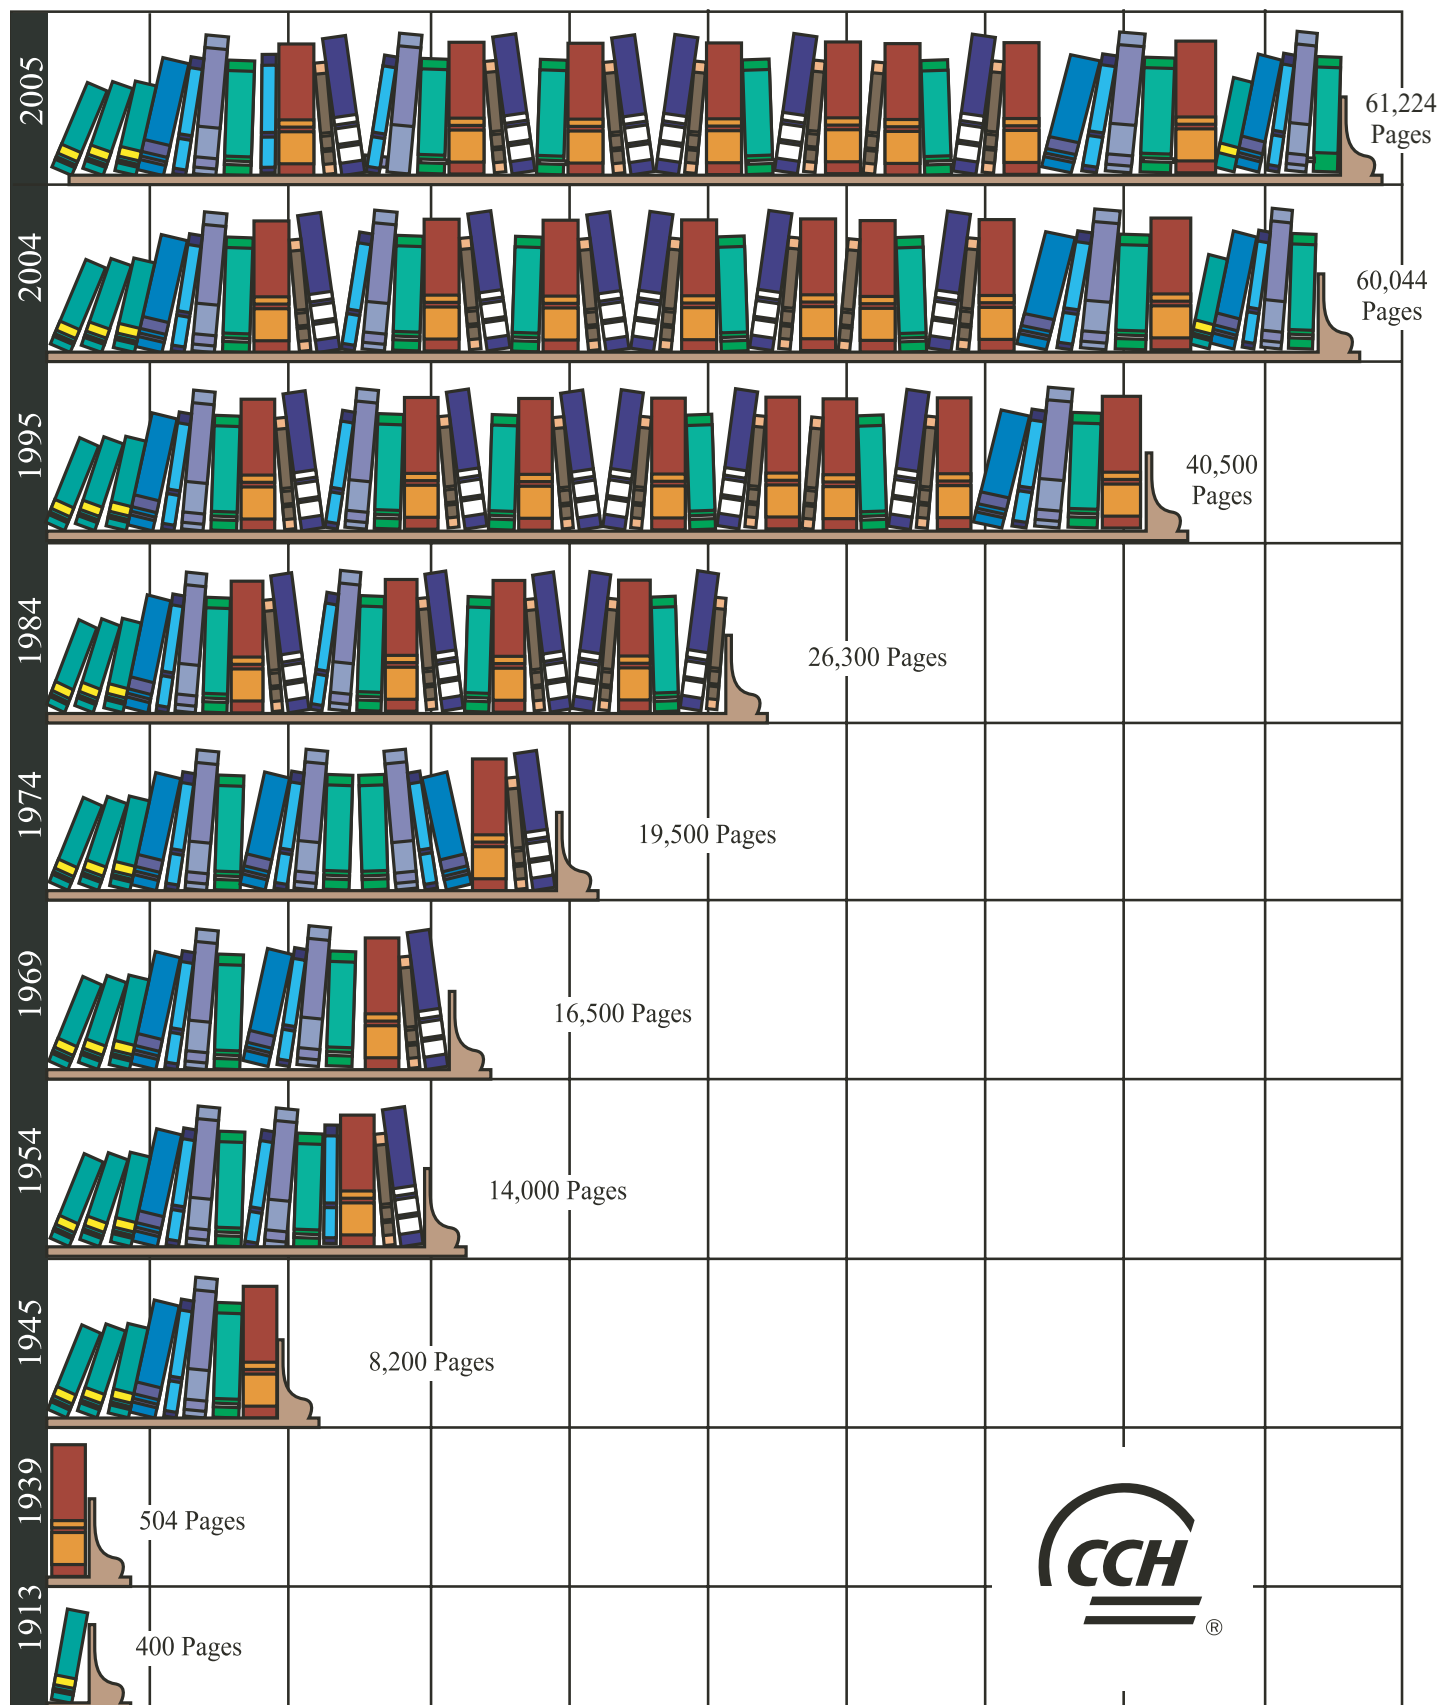 2005
61,224
Pages
2004
60,044
Pages
1995
40,500
Pages
1984
26,300 Pages
1974
19,500 Pages
1969
16,500 Pages
1954
14,000 Pages
1945
8,200 Pages
1939
504 Pages
CCH
®
1913
400 Pages